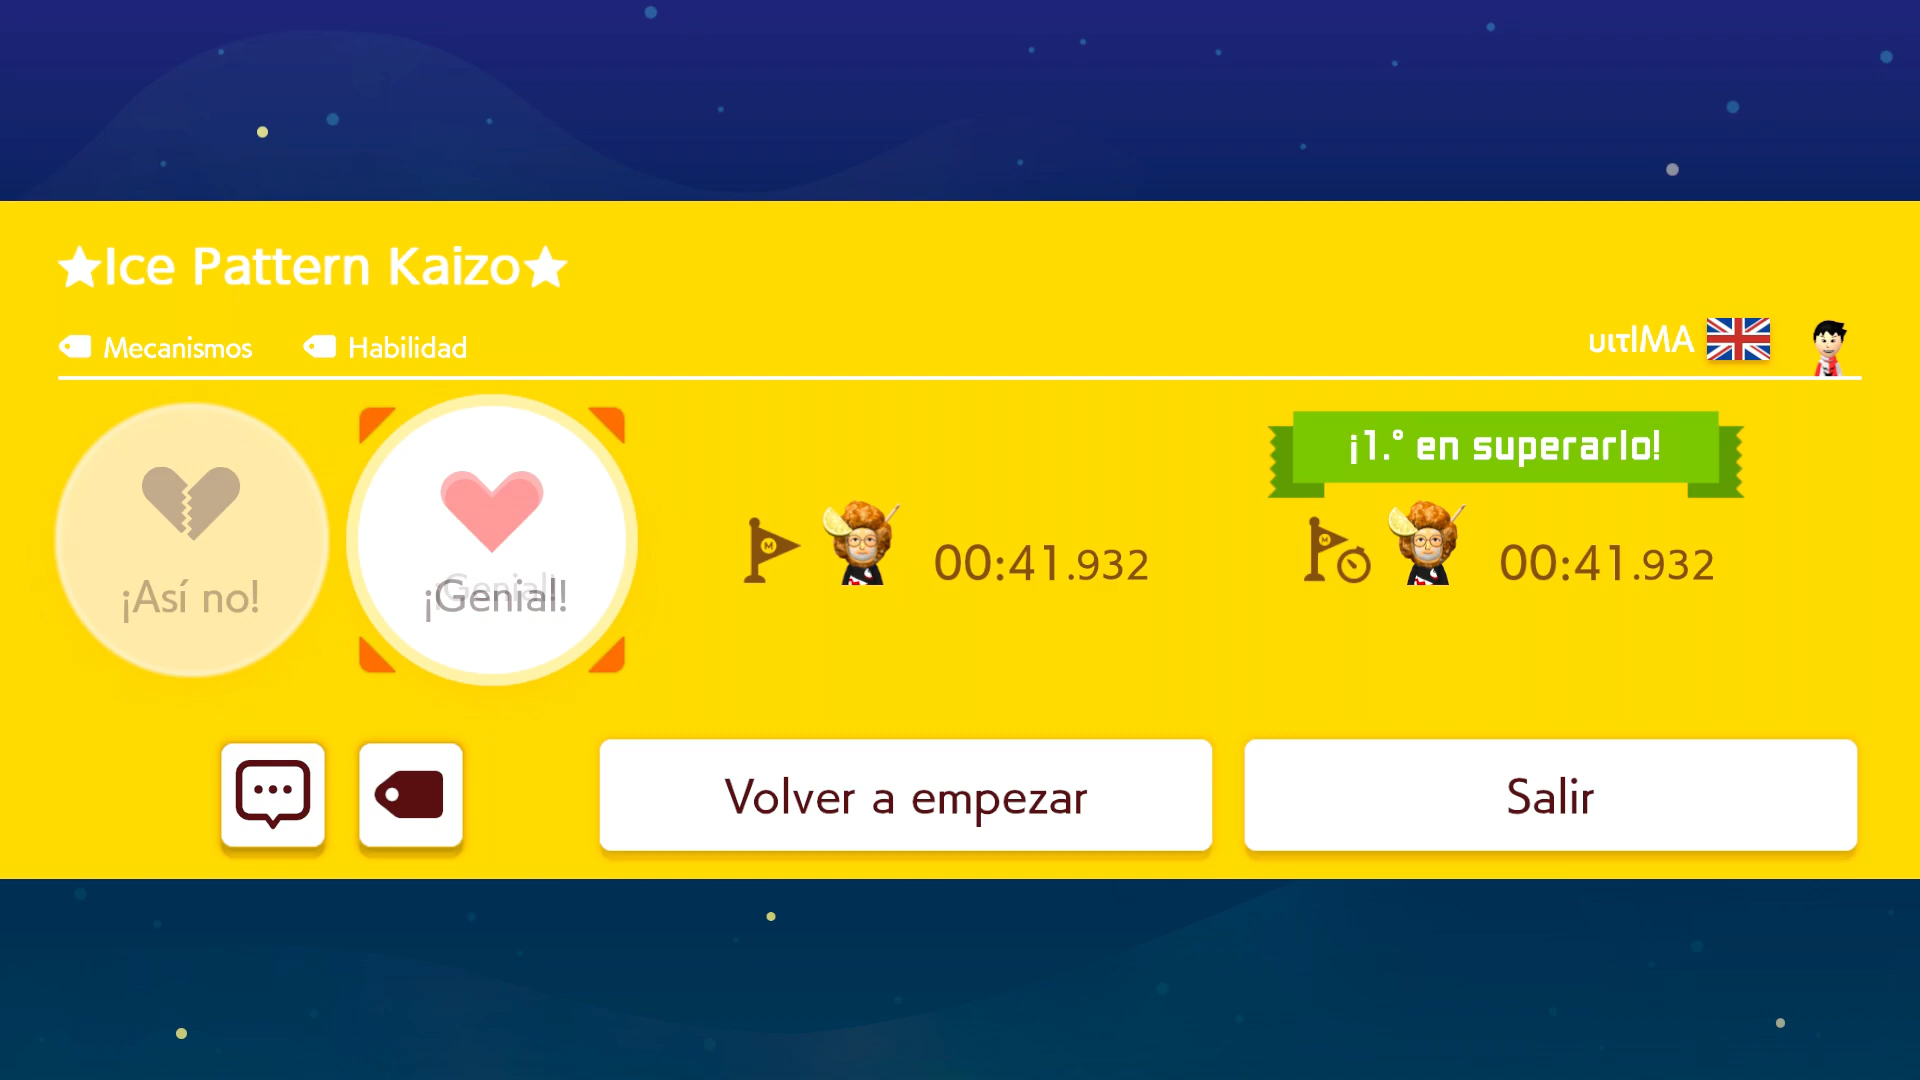 ★Ice Pattern Kaizo★
Mecanismos Habilidad
uιτIMA
¡1.° en superarlo!
00:41.932 00:41.932
¡Así no! ¡Genial!
Volver a empezar Salir